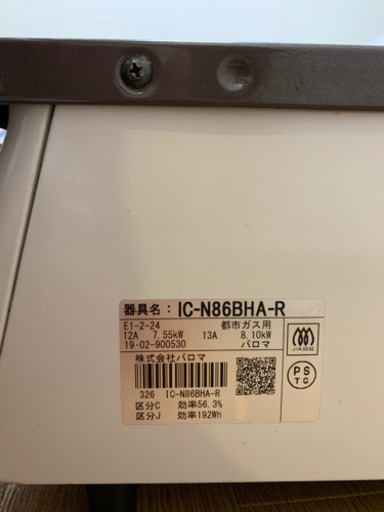 器具名：IC-N86BHA-R
E1-2-24 都市ガス用
12A 7.55kW 13A 8.10kW
19・02-900530 パロマ
株式会社パロマ
326 IC-N86BHA-R
区分C 効率56.3%
区分J 効率192Wh
PS
TG